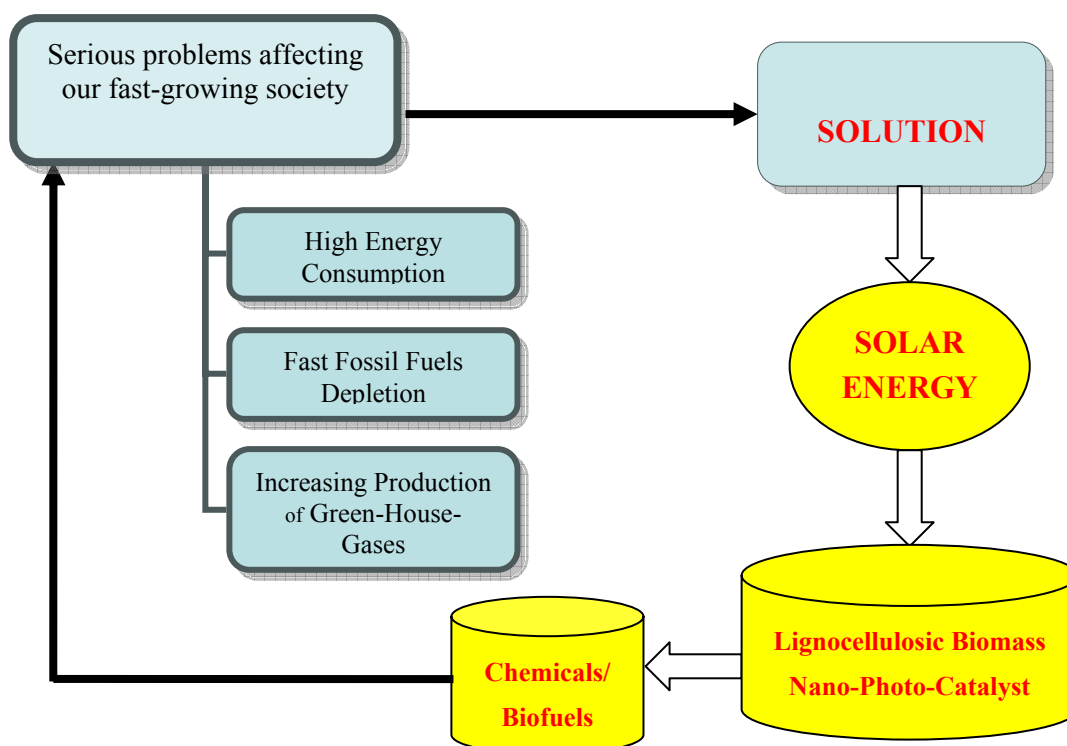 Serious problems affecting
our fast-growing society
SOLUTION
High Energy
Consumption
Fast Fossil Fuels
Depletion
Increasing Production
of Green-House-
Gases
SOLAR
ENERGY
Lignocellulosic Biomass
Nano-Photo-Catalyst
Chemicals/
Biofuels